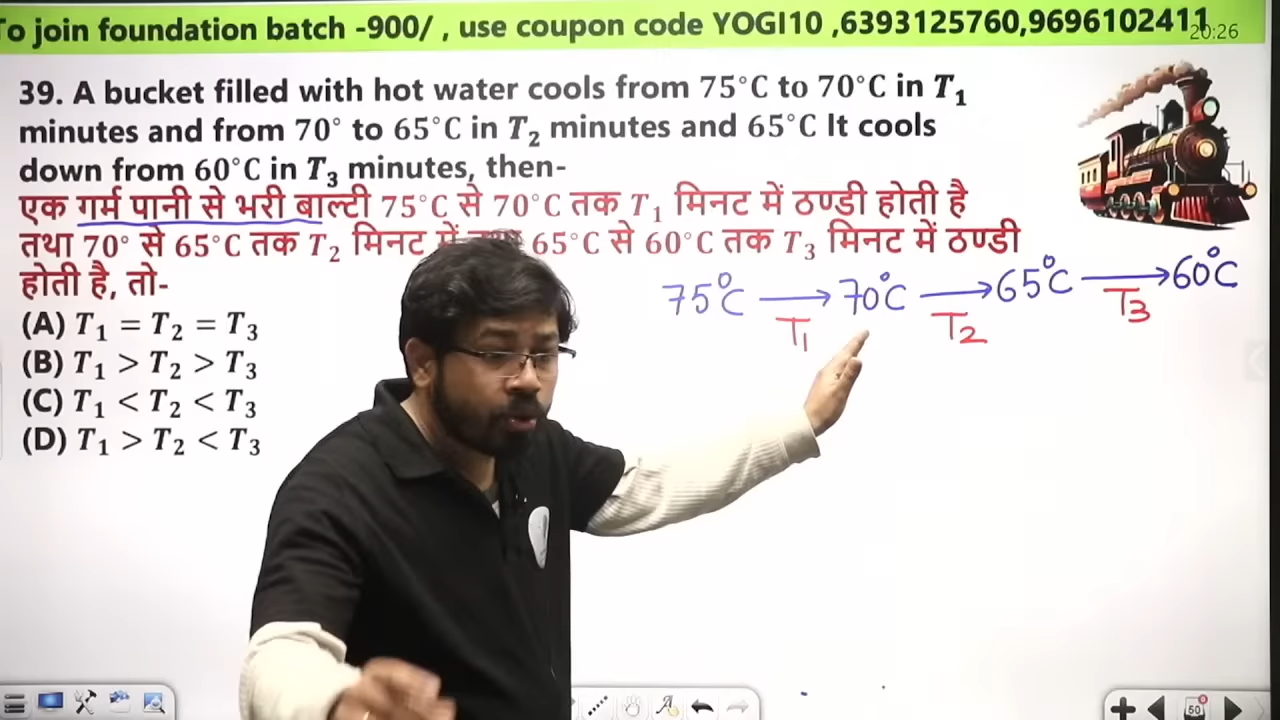 To join foundation batch -900/ , use coupon code YOGI10 ,6393125760,9696102411
20:26
39. A bucket filled with hot water cools from 75°C to 70°C in T₁
minutes and from 70° to 65°C in T₂ minutes and 65°C It cools
down from 60°C in T₃ minutes, then-
एक गर्म पानी से भरी बाल्टी 75°C से 70°C तक T₁ मिनट में ठण्डी होती है
तथा 70° से 65°C तक T₂ मिनट में 65°C से 60°C तक T₃ मिनट में ठण्डी
होती है, तो-
75°C → 70°C → 65°C → 60°C
T₁ T₂ T₃
(A) T₁ = T₂ = T₃
(B) T₁ > T₂ > T₃
(C) T₁ < T₂ < T₃
(D) T₁ > T₂ < T₃
50